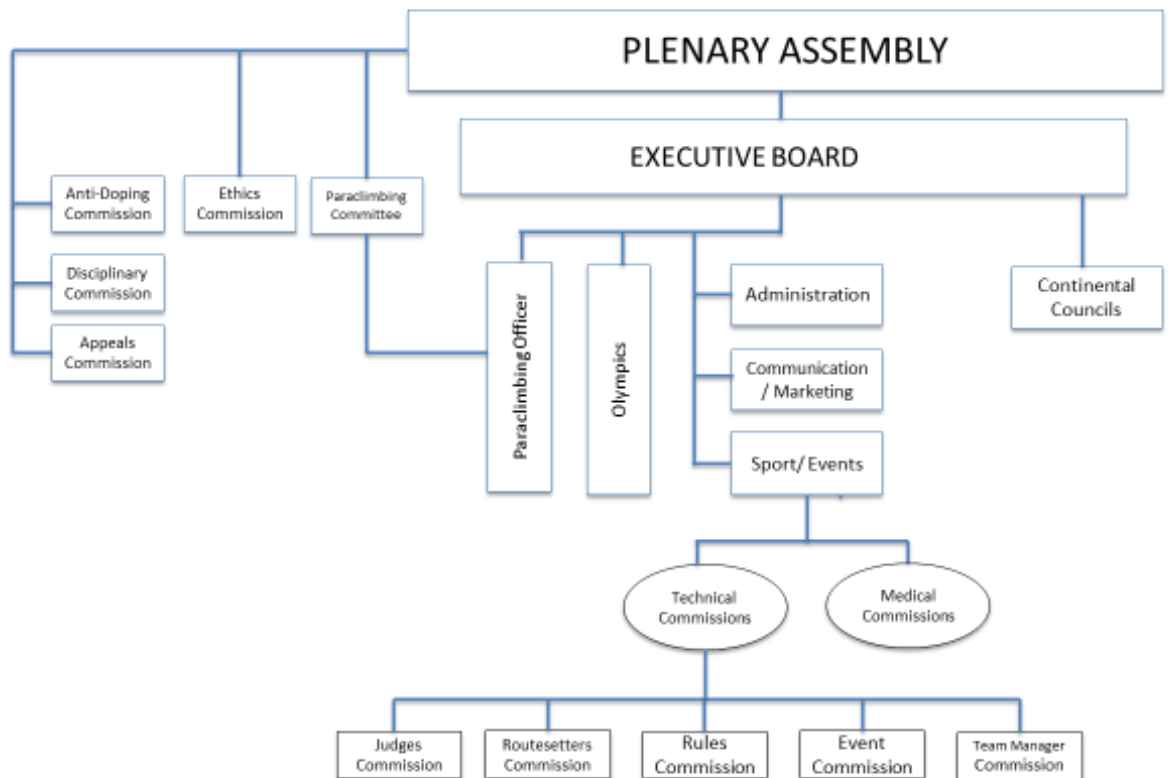 PLENARY ASSEMBLY
EXECUTIVE BOARD
Anti-Doping
Commission
Ethics
Commission
Paraclimbing
Committee
Disciplinary
Commission
Appeals
Commission
Paraclimbing Officer
Olympics
Administration
Communication
/ Marketing
Sport/ Events
Continental
Councils
Technical
Commissions
Medical
Commissions
Judges
Commission
Routesetters
Commission
Rules
Commission
Event
Commission
Team Manager
Commission